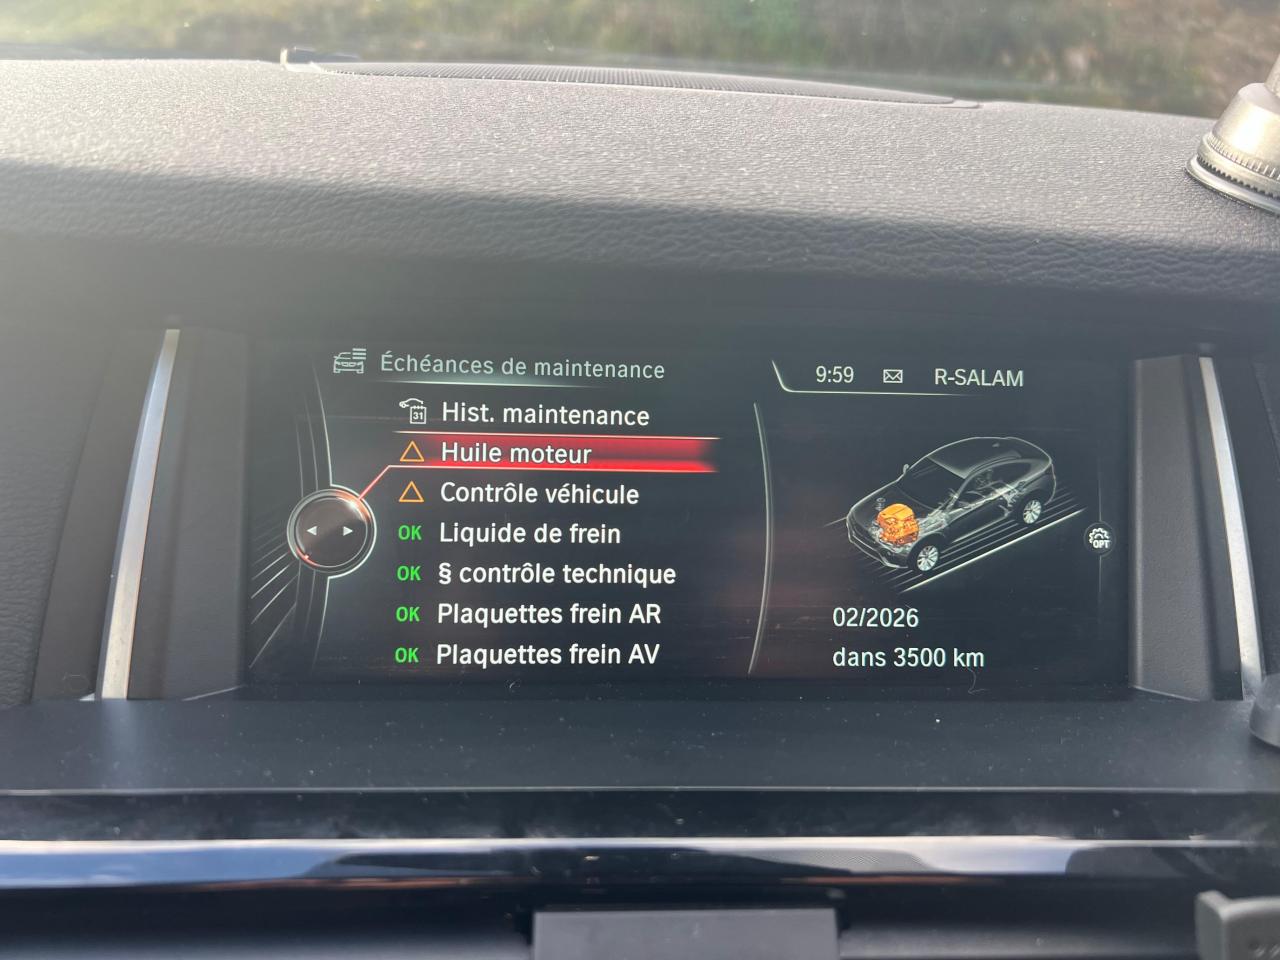 Échéances de maintenance
9:59 R-SALAM
31 Hist. maintenance
Huile moteur
Contrôle véhicule
OK Liquide de frein
OK § contrôle technique
OK Plaquettes frein AR
OK Plaquettes frein AV
OPT
02/2026
dans 3500 km